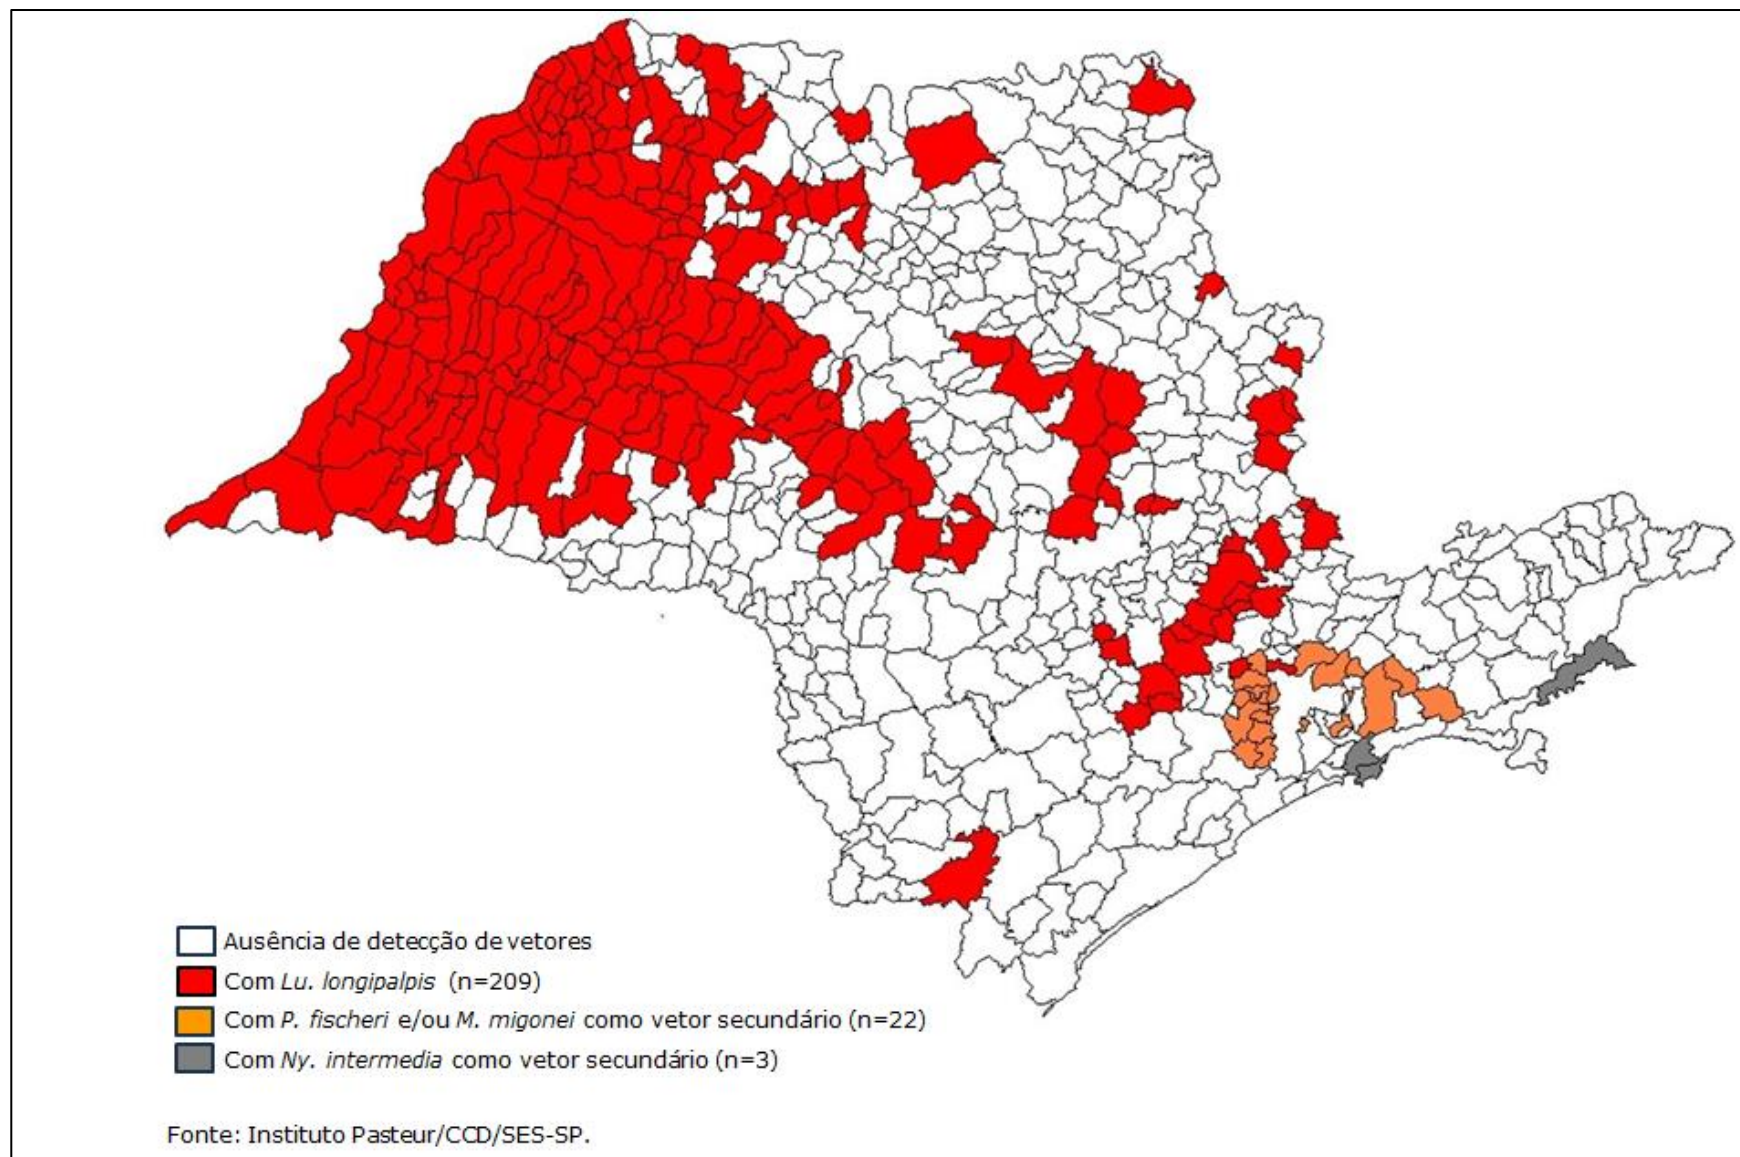 Ausência de detecção de vetores
Com Lu. longipalpis (n=209)
Com P. fischeri e/ou M. migonei como vetor secundário (n=22)
Com Ny. intermedia como vetor secundário (n=3)
Fonte: Instituto Pasteur/CCD/SES-SP.